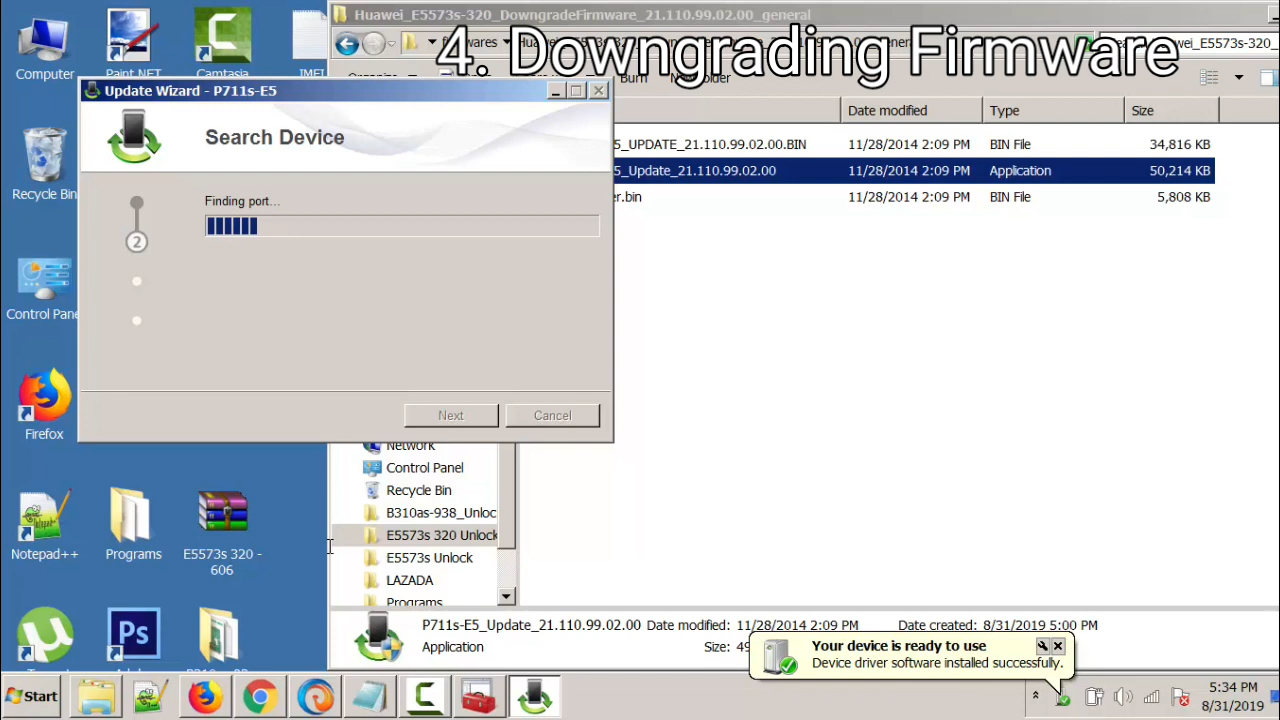 Huawei_E5573s-320_DowngradeFirmware_21.110.99.02.00_general
4. Downgrading Firmware
Computer
Paint.NET
Camtasia
IMEI
Burn
Update Wizard - P711s-E5
Search Device
Finding port...
2
Next
Cancel
Date modified
Type
Size
5_UPDATE_21.110.99.02.00.BIN
11/28/2014 2:09 PM
BIN File
34,816 KB
5_Update_21.110.99.02.00
11/28/2014 2:09 PM
Application
50,214 KB
er.bin
11/28/2014 2:09 PM
BIN File
5,808 KB
Recycle Bin
Control Pane
Firefox
Notepad++
Programs
E5573s 320 -
606
Network
Control Panel
Recycle Bin
B310as-938_Unloc
E5573s 320 Unlock
E5573s Unlock
LAZADA
Programs
P711s-E5_Update_21.110.99.02.00
Date modified: 11/28/2014 2:09 PM
Date created: 8/31/2019 5:00 PM
Application
Size: 49
Your device is ready to use
Device driver software installed successfully.
Ps
Start
5:34 PM
8/31/2019